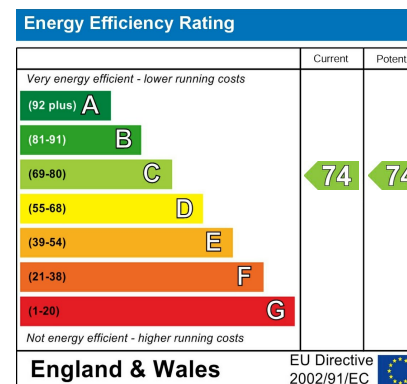 Energy Efficiency Rating
Current Potent
Very energy efficient - lower running costs
(92 plus) A
(81-91) B
(69-80) C 74 74
(55-68) D
(39-54) E
(21-38) F
(1-20) G
Not energy efficient - higher running costs
England & Wales
EU Directive
2002/91/EC